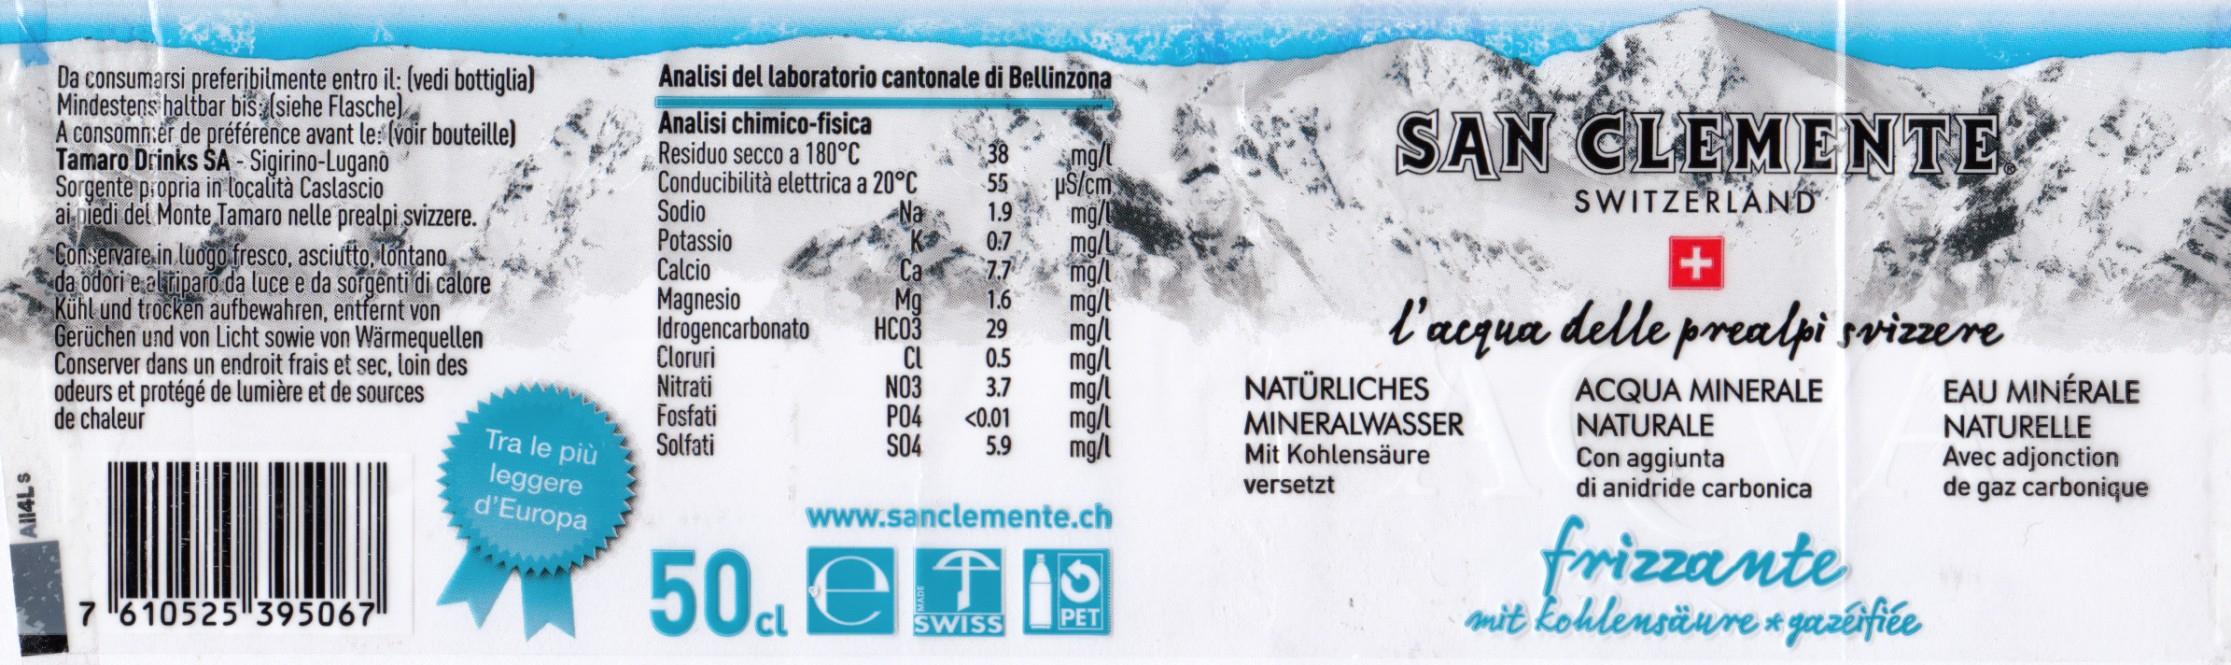 Da consumarsi preferibilmente entro il: (vedi bottiglia)
Mindestens haltbar bis: (siehe Flasche)
A consommer de préférence avant le: (voir bouteille)
Tamaro Drinks SA - Sigirino-Lugano
Sorgente propria in località Caslascio
ai piedi del Monte Tamaro nelle prealpi svizzere.
Conservare in luogo fresco, asciutto, lontano
da odori e al riparo da luce e da sorgenti di calore
Kühl und trocken aufbewahren, entfernt von
Gerüchen und von Licht sowie von Wärmequellen
Conserver dans un endroit frais et sec, loin des
odeurs et protégé de lumière et de sources
de chaleur
All4Ls
7 610525 395067
Tra le più
leggere
d'Europa
Analisi del laboratorio cantonale di Bellinzona
Analisi chimico-fisica
Residuo secco a 180°C 38 mg/l
Conducibilità elettrica a 20°C 55 µS/cm
Sodio Na 1.9 mg/l
Potassio K 0.7 mg/l
Calcio Ca 7.7 mg/l
Magnesio Mg 1.6 mg/l
Idrogencarbonato HCO3 29 mg/l
Cloruri Cl 0.5 mg/l
Nitrati NO3 3.7 mg/l
Fosfati PO4 <0.01 mg/l
Solfati SO4 5.9 mg/l
www.sanclemente.ch
50cl e MADE SWISS PET
SAN CLEMENTE®
SWITZERLAND
l'acqua delle prealpi svizzere
NATÜRLICHES
MINERALWASSER
Mit Kohlensäure
versetzt
ACQUA MINERALE
NATURALE
Con aggiunta
di anidride carbonica
EAU MINÉRALE
NATURELLE
Avec adjonction
de gaz carbonique
frizzante
mit kohlensäure * gazéifiée